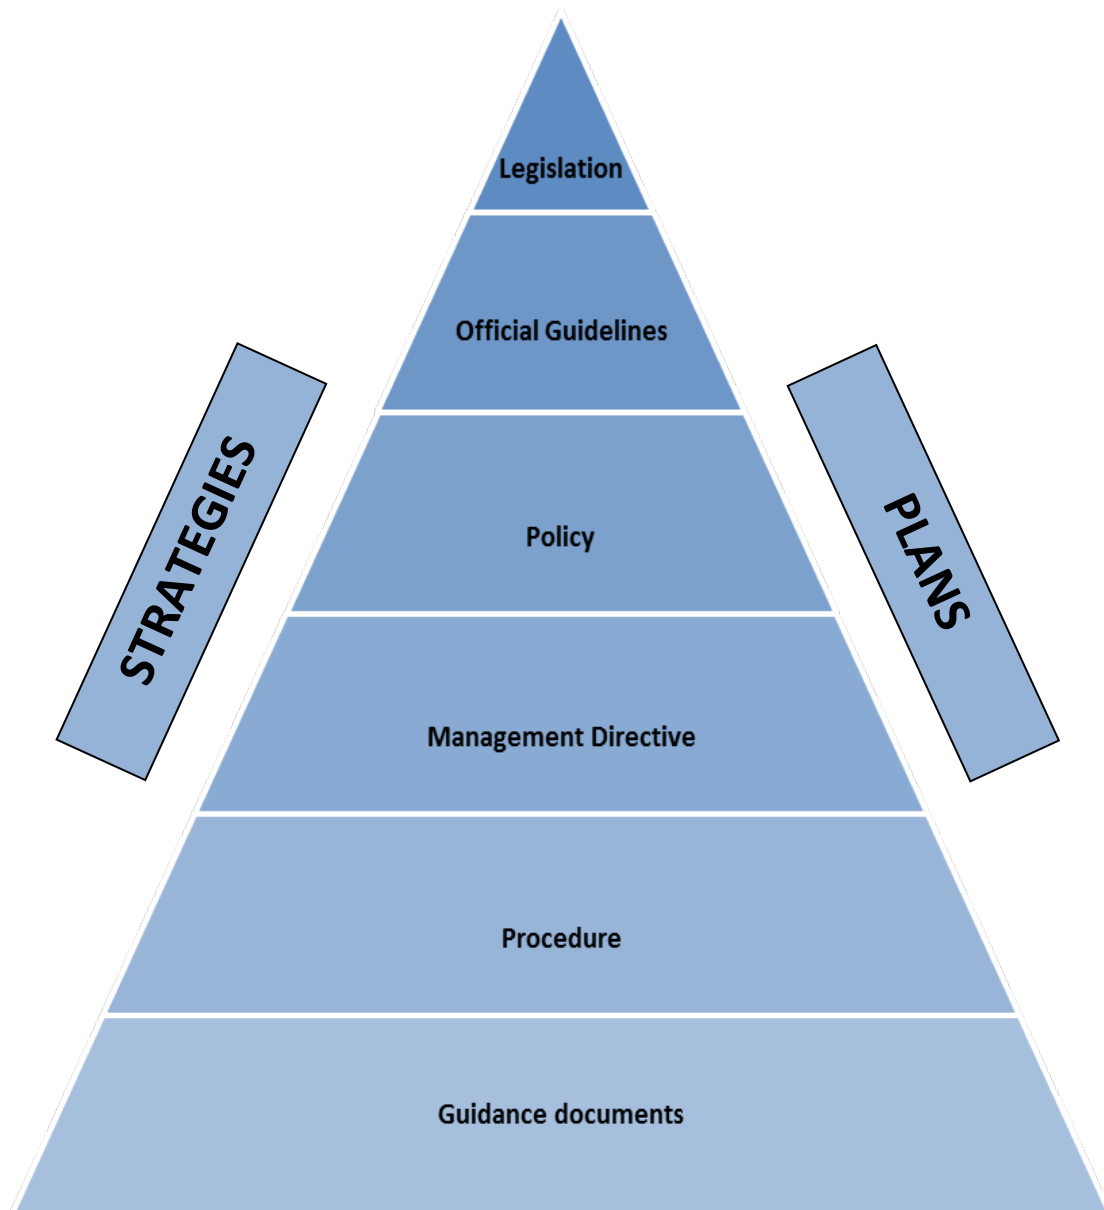 Legislation
Official Guidelines
STRATEGIES
PLANS
Policy
Management Directive
Procedure
Guidance documents